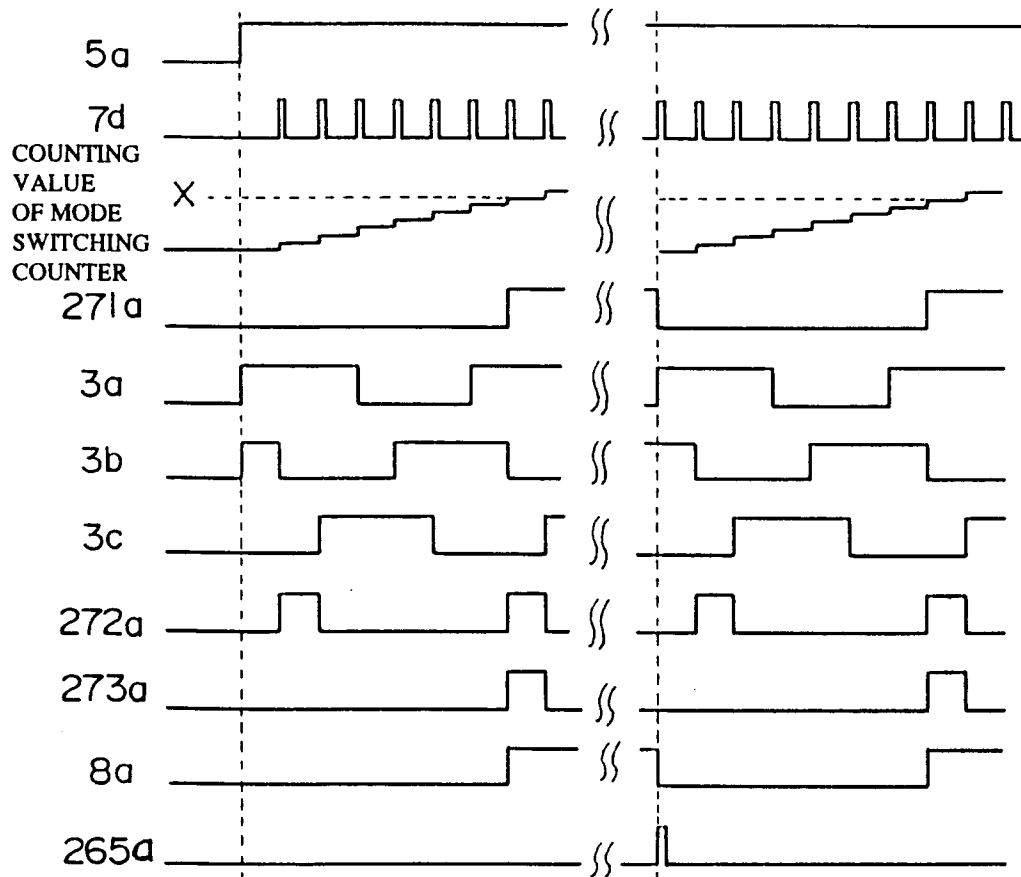 5a
7d
COUNTING
VALUE
OF MODE
SWITCHING
COUNTER
X
271a
3a
3b
3c
272a
273a
8a
265a